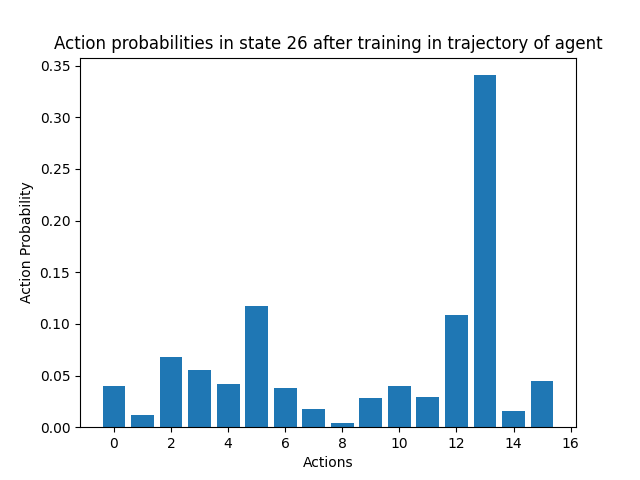 Action probabilities in state 26 after training in trajectory of agent
0.35
0.30
0.25
0.20
0.15
0.10
0.05
0.00
Action Probability
0 2 4 6 8 10 12 14 16
Actions